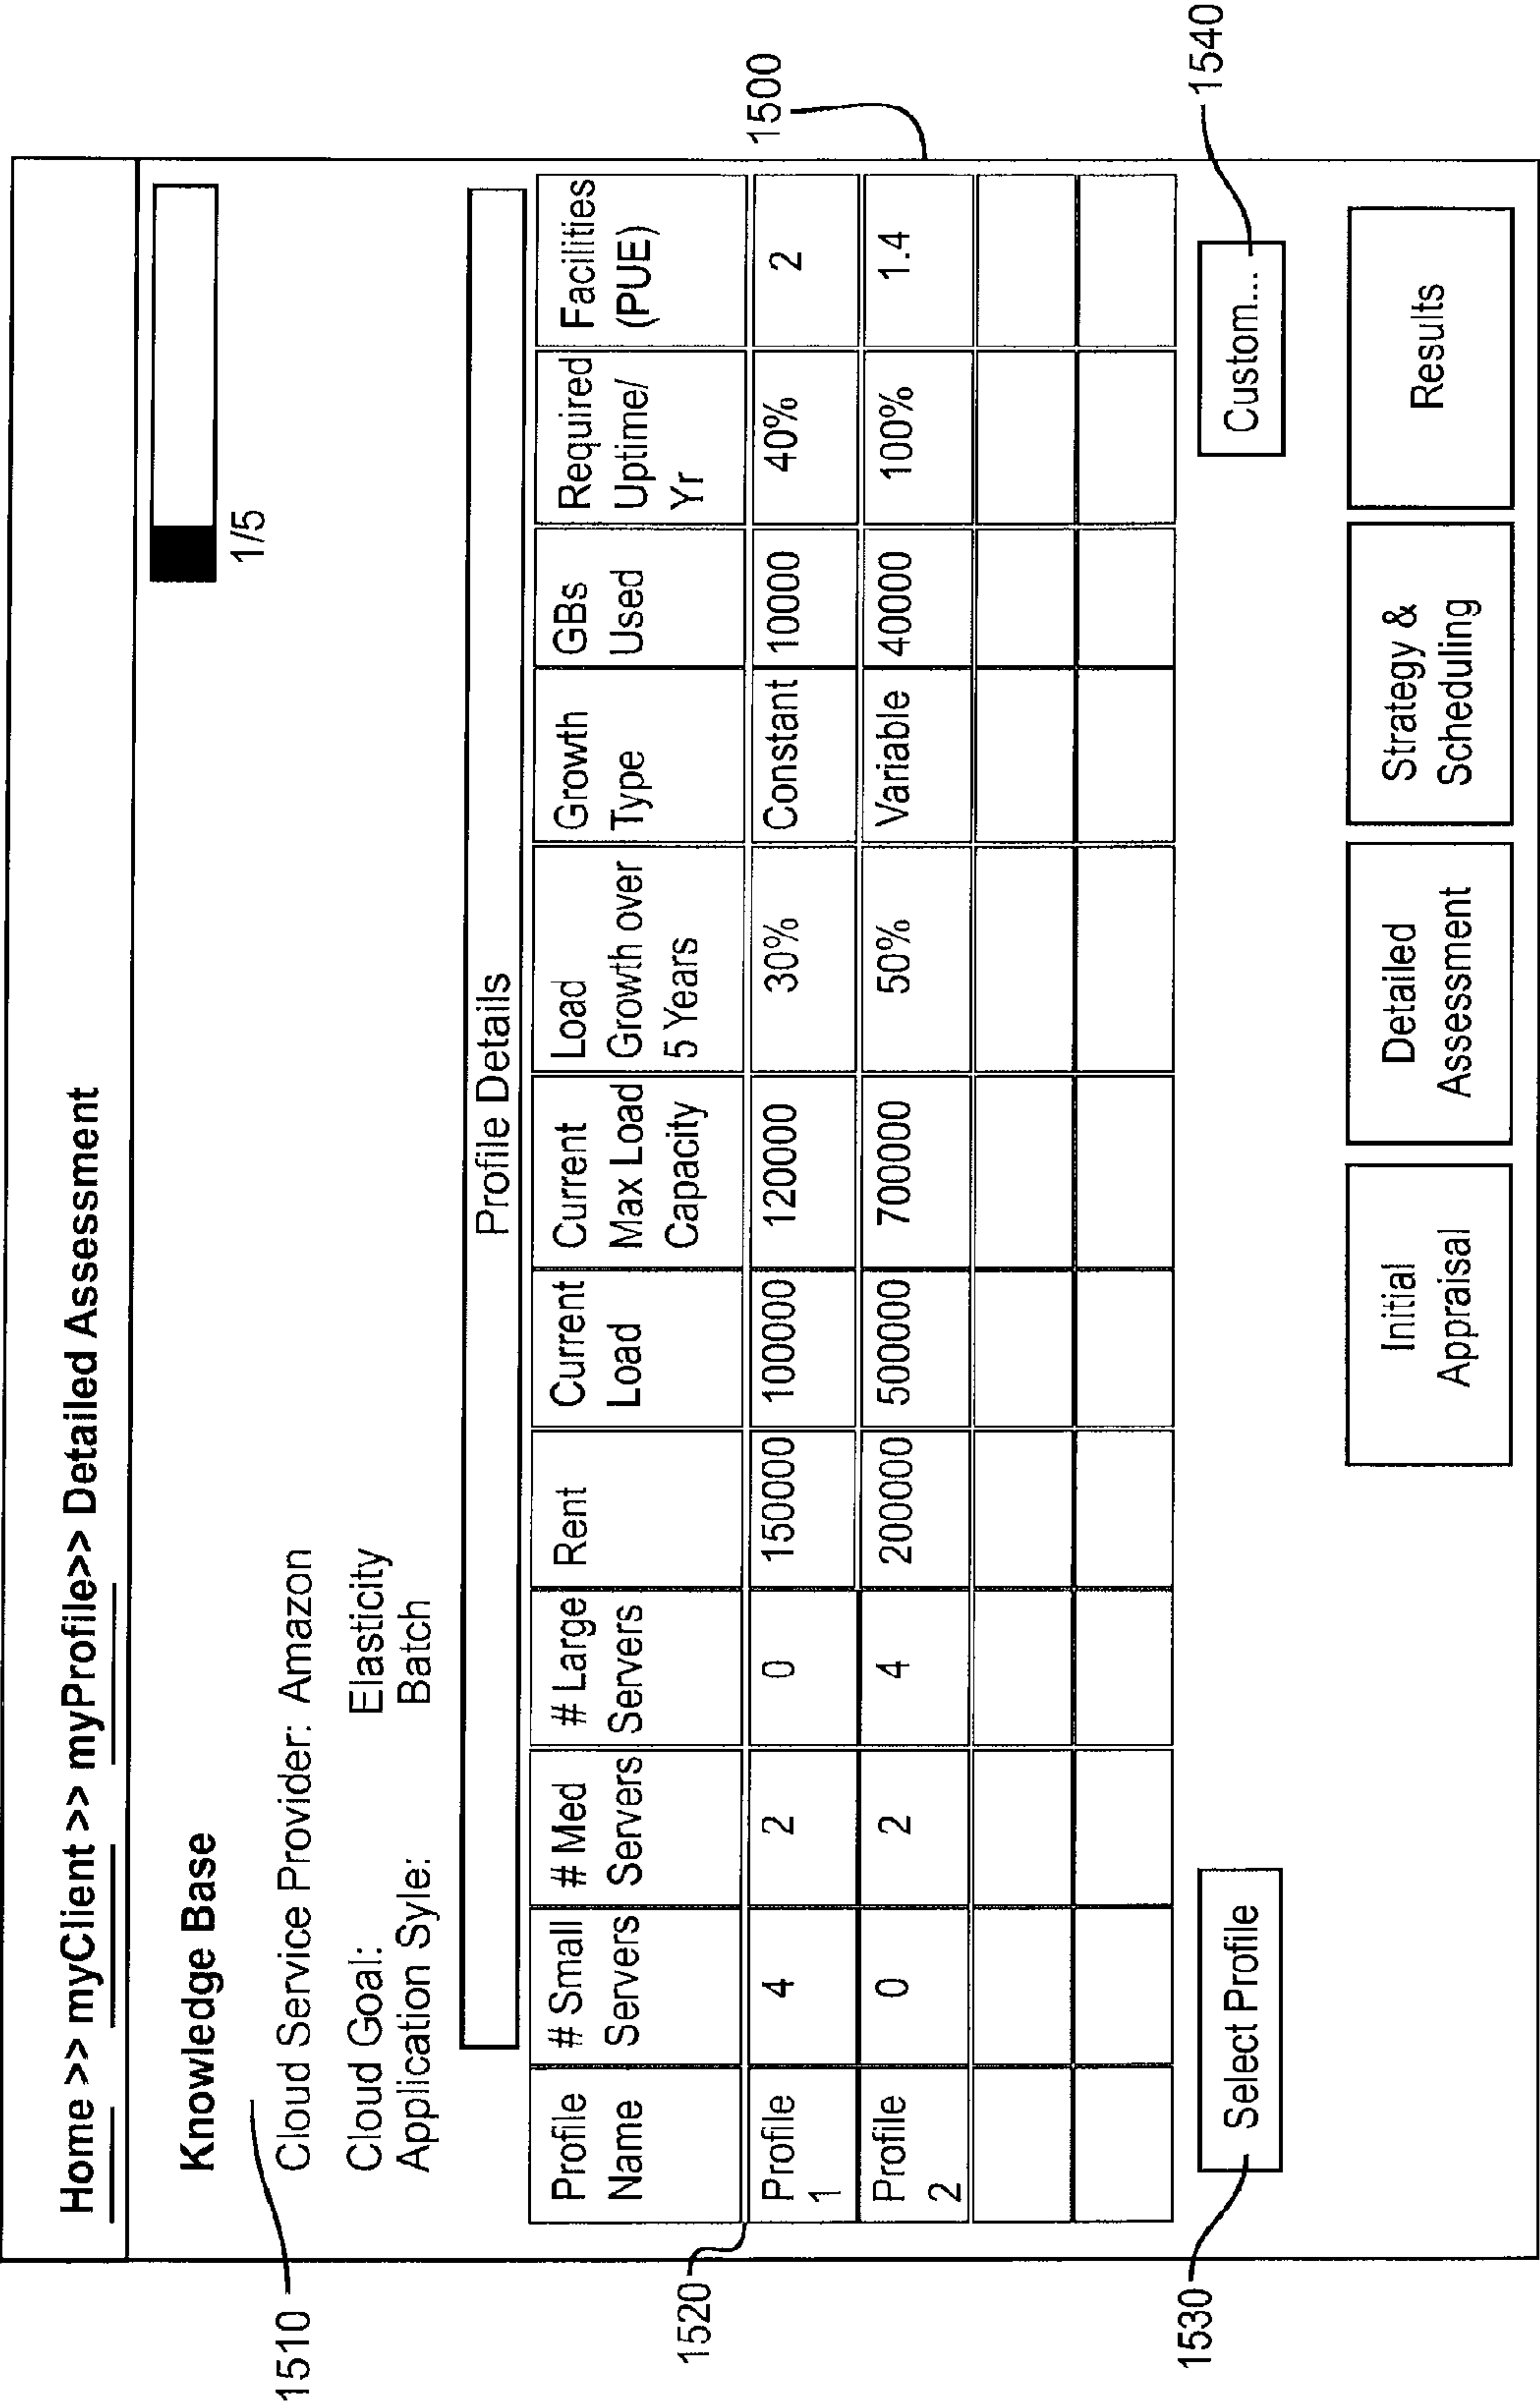 Home >> myClient >> myProfile>> Detailed Assessment
Knowledge Base
1/5
1510
Cloud Service Provider: Amazon
Cloud Goal: Elasticity
Application Syle: Batch
Profile Details
Profile Name | # Small Servers | # Med Servers | # Large Servers | Rent | Current Load | Current Max Load Capacity | Load Growth over 5 Years | Growth Type | GBs Used | Required Uptime/ Yr | Facilities (PUE)
1520
1500
Profile 1 | 4 | 2 | 0 | 150000 | 100000 | 120000 | 30% | Constant | 10000 | 40% | 2
Profile 2 | 0 | 2 | 4 | 200000 | 500000 | 700000 | 50% | Variable | 40000 | 100% | 1.4
1530
Select Profile
Custom...
1540
Initial Appraisal
Detailed Assessment
Strategy & Scheduling
Results